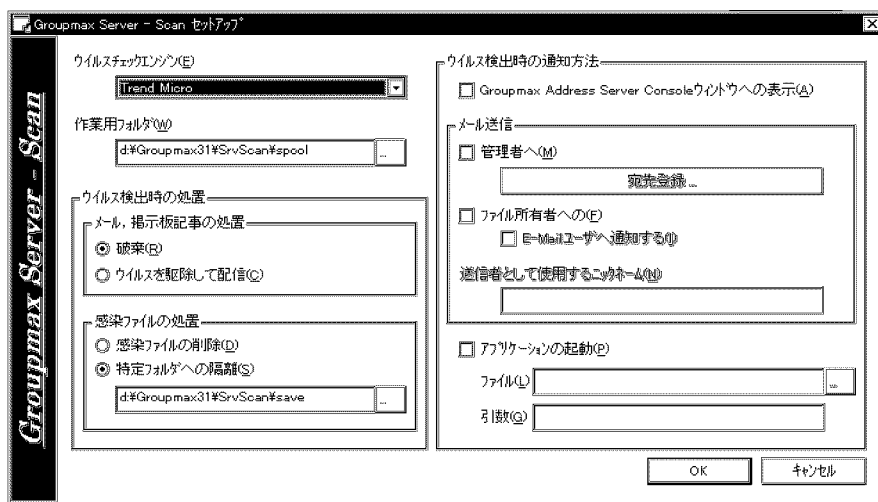 Groupmax Server - Scan セットアップ
Groupmax Server - Scan
ウイルスチェックエンジン(E)
Trend Micro
作業用フォルダ(W)
d:¥Groupmax31¥SrvScan¥spool
...
ウイルス検出時の処置
メール，掲示板記事の処置
破棄(R)
ウイルスを駆除して配信(C)
感染ファイルの処置
感染ファイルの削除(D)
特定フォルダへの隔離(S)
d:¥Groupmax31¥SrvScan¥save
...
ウイルス検出時の通知方法
Groupmax Address Server Consoleウィンドウへの表示(A)
メール送信
管理者へ(M)
宛先登録...
ファイル所有者への(F)
E-Mailユーザへ通知する(I)
送信者として使用するニックネーム(N)
アプリケーションの起動(P)
ファイル(L)
...
引数(G)
OK
キャンセル